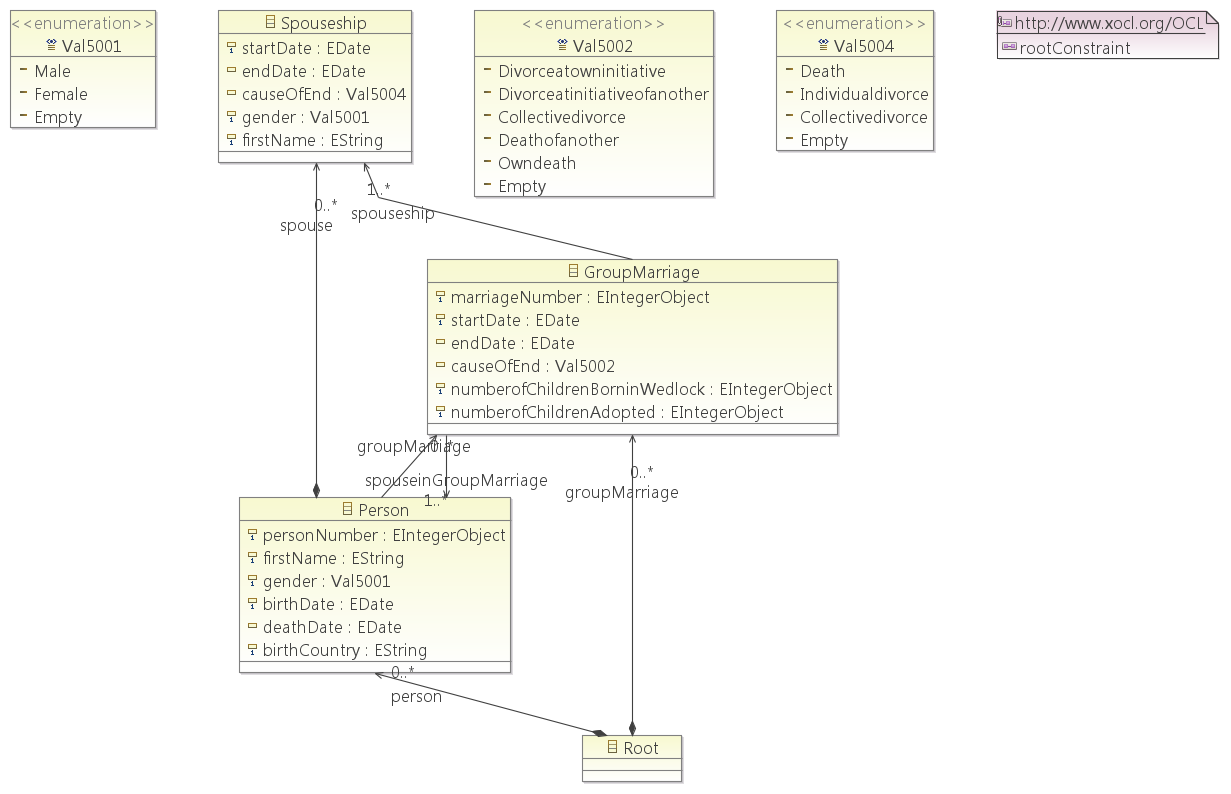 <<enumeration>>
Val5001
Male
Female
Empty
Spouseship
startDate : EDate
endDate : EDate
causeOfEnd : Val5004
gender : Val5001
firstName : EString
<<enumeration>>
Val5002
Divorceatowninitiative
Divorceatinitiativeofanother
Collectivedivorce
Deathofanother
Owndeath
Empty
<<enumeration>>
Val5004
Death
Individualdivorce
Collectivedivorce
Empty
http://www.xocl.org/OCL
rootConstraint
1..*
0..*
spouseship
spouse
GroupMarriage
marriageNumber : EIntegerObject
startDate : EDate
endDate : EDate
causeOfEnd : Val5002
numberofChildrenBorninWedlock : EIntegerObject
numberofChildrenAdopted : EIntegerObject
groupMarriage
0..*
spouseinGroupMarriage
1..*
0..*
groupMarriage
Person
personNumber : EIntegerObject
firstName : EString
gender : Val5001
birthDate : EDate
deathDate : EDate
birthCountry : EString
0..*
person
Root